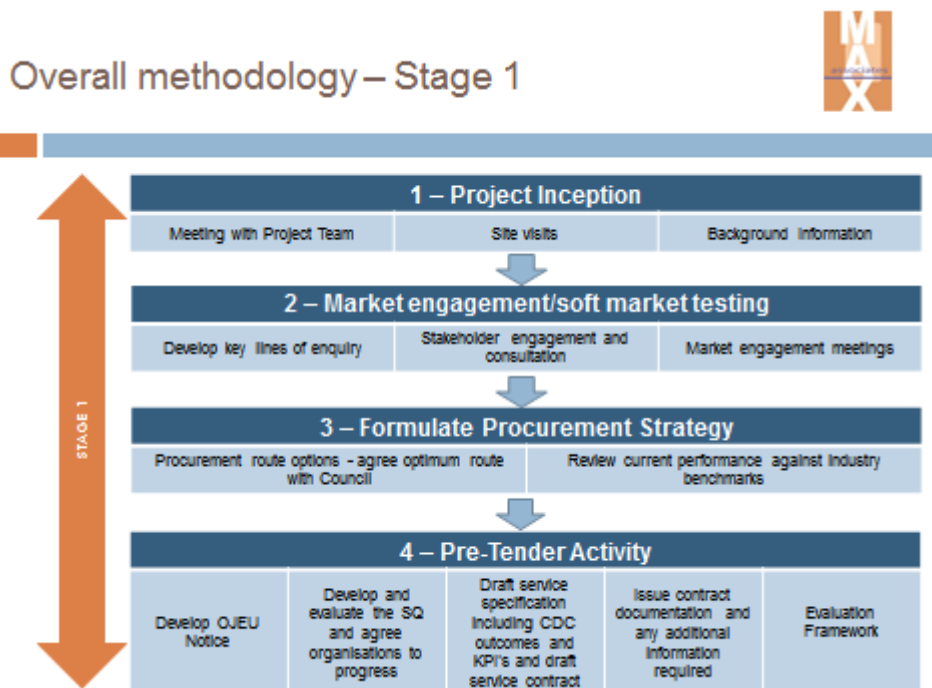 MAX
associates
Overall methodology – Stage 1
STAGE 1
1 – Project Inception
Meeting with Project Team
Site visits
Background information
2 – Market engagement/soft market testing
Develop key lines of enquiry
Stakeholder engagement and
consultation
Market engagement meetings
3 – Formulate Procurement Strategy
Procurement route options - agree optimum route
with Council
Review current performance against industry
benchmarks
4 – Pre-Tender Activity
Develop OJEU
Notice
Develop and
evaluate the SQ
and agree
organisations to
progress
Draft service
specification
including CDC
outcomes and
KPI's and draft
service contract
Issue contract
documentation and
any additional
information
required
Evaluation
Framework